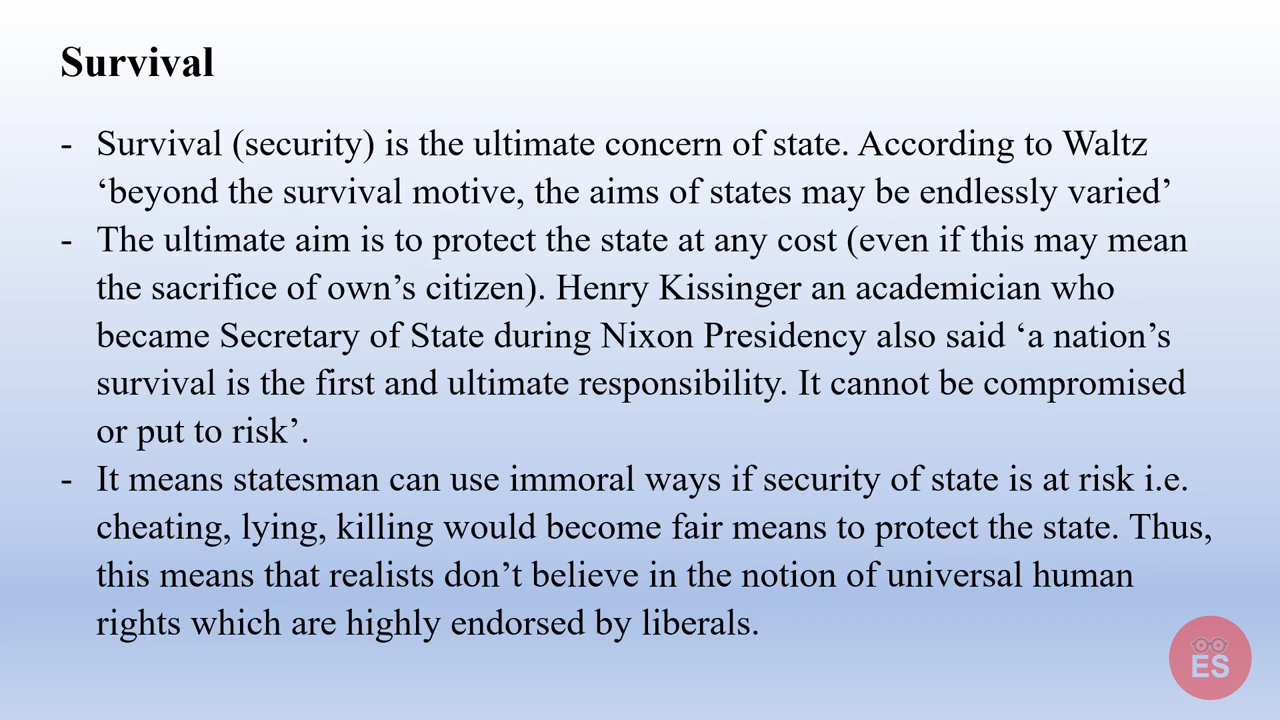 Survival
- Survival (security) is the ultimate concern of state. According to Waltz
‘beyond the survival motive, the aims of states may be endlessly varied’
- The ultimate aim is to protect the state at any cost (even if this may mean
the sacrifice of own’s citizen). Henry Kissinger an academician who
became Secretary of State during Nixon Presidency also said ‘a nation’s
survival is the first and ultimate responsibility. It cannot be compromised
or put to risk’.
- It means statesman can use immoral ways if security of state is at risk i.e.
cheating, lying, killing would become fair means to protect the state. Thus,
this means that realists don’t believe in the notion of universal human
rights which are highly endorsed by liberals.
ES